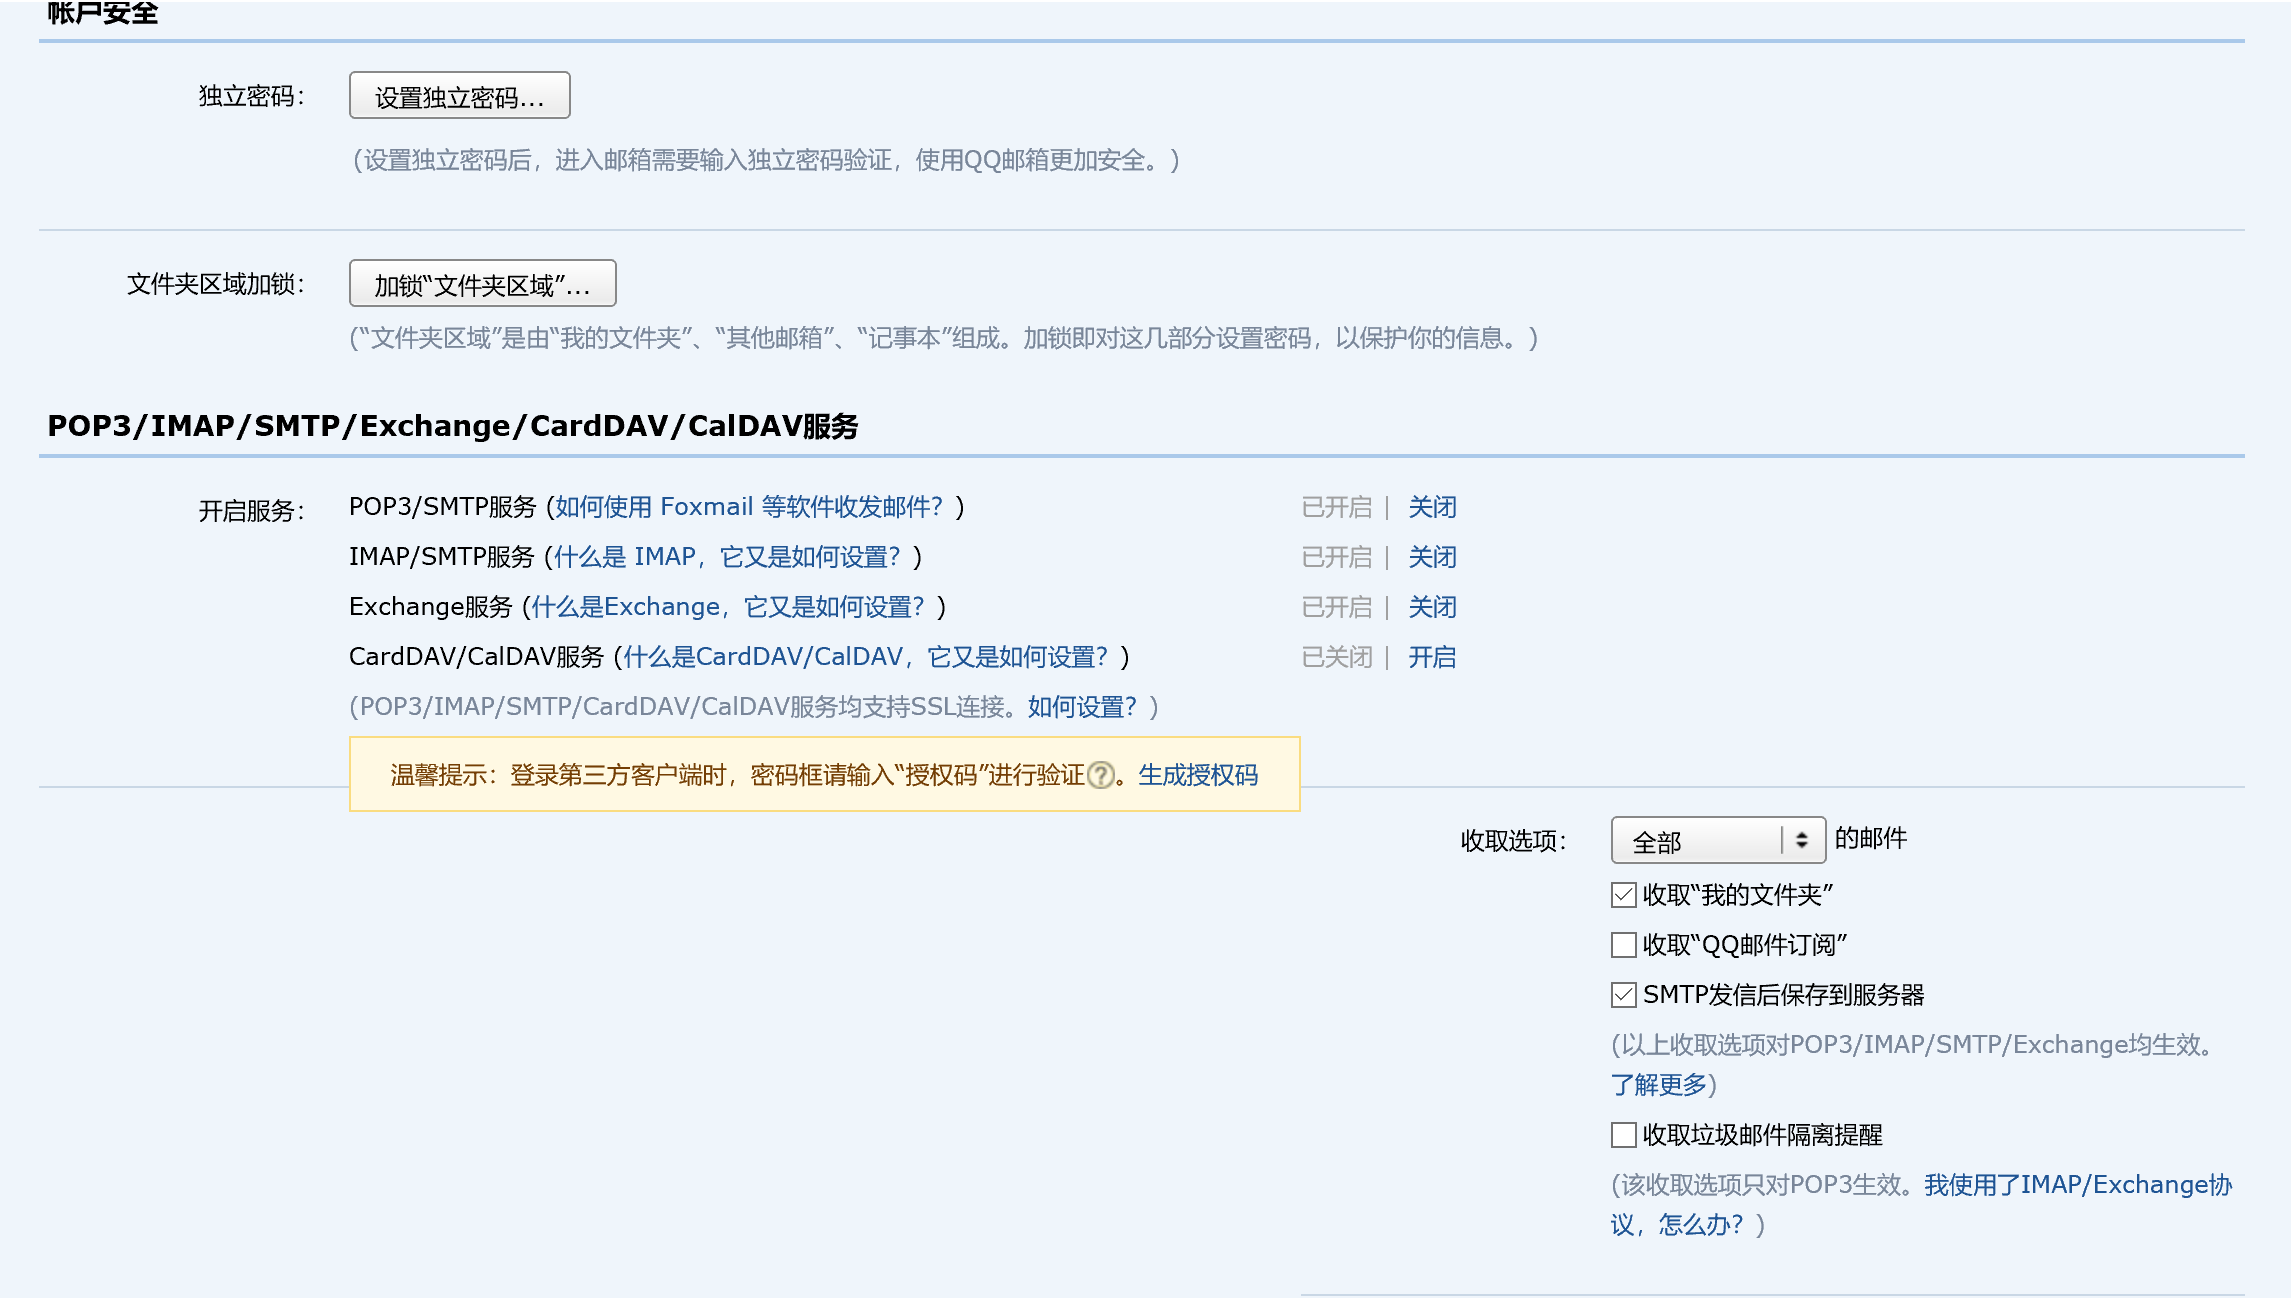 帐户安全
独立密码： 设置独立密码...
(设置独立密码后，进入邮箱需要输入独立密码验证，使用QQ邮箱更加安全。)
文件夹区域加锁： 加锁“文件夹区域”...
(“文件夹区域”是由“我的文件夹”、“其他邮箱”、“记事本”组成。加锁即对这几部分设置密码，以保护你的信息。)
POP3/IMAP/SMTP/Exchange/CardDAV/CalDAV服务
开启服务： POP3/SMTP服务 (如何使用 Foxmail 等软件收发邮件？) 已开启 | 关闭
IMAP/SMTP服务 (什么是 IMAP，它又是如何设置？) 已开启 | 关闭
Exchange服务 (什么是Exchange，它又是如何设置？) 已开启 | 关闭
CardDAV/CalDAV服务 (什么是CardDAV/CalDAV，它又是如何设置？) 已关闭 | 开启
(POP3/IMAP/SMTP/CardDAV/CalDAV服务均支持SSL连接。如何设置？)
温馨提示：登录第三方客户端时，密码框请输入“授权码”进行验证?。生成授权码
收取选项： 全部 的邮件
收取“我的文件夹”
收取“QQ邮件订阅”
SMTP发信后保存到服务器
(以上收取选项对POP3/IMAP/SMTP/Exchange均生效。
了解更多)
收取垃圾邮件隔离提醒
(该收取选项只对POP3生效。我使用了IMAP/Exchange协
议，怎么办？)